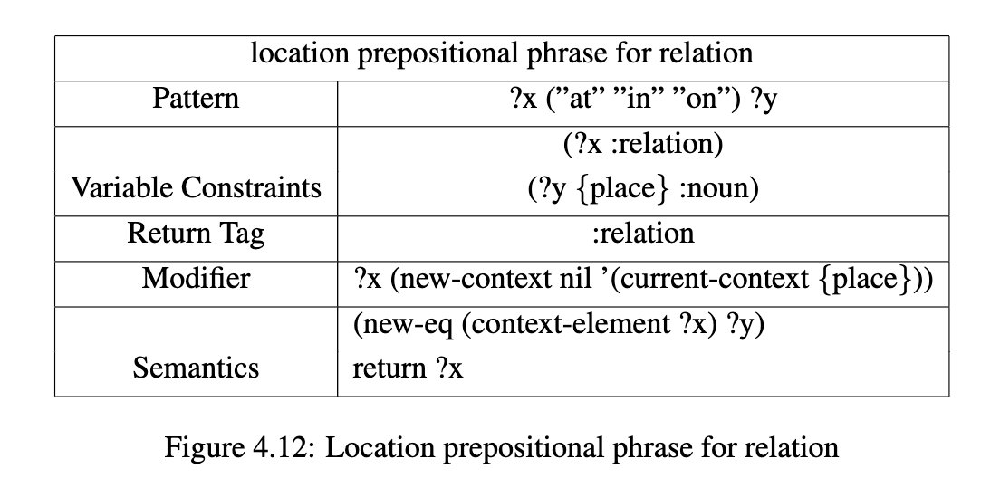 location prepositional phrase for relation
Pattern ?x (”at” ”in” ”on”) ?y
(?x :relation)
Variable Constraints (?y {place} :noun)
Return Tag :relation
Modifier ?x (new-context nil ’(current-context {place}))
(new-eq (context-element ?x) ?y)
Semantics return ?x
Figure 4.12: Location prepositional phrase for relation